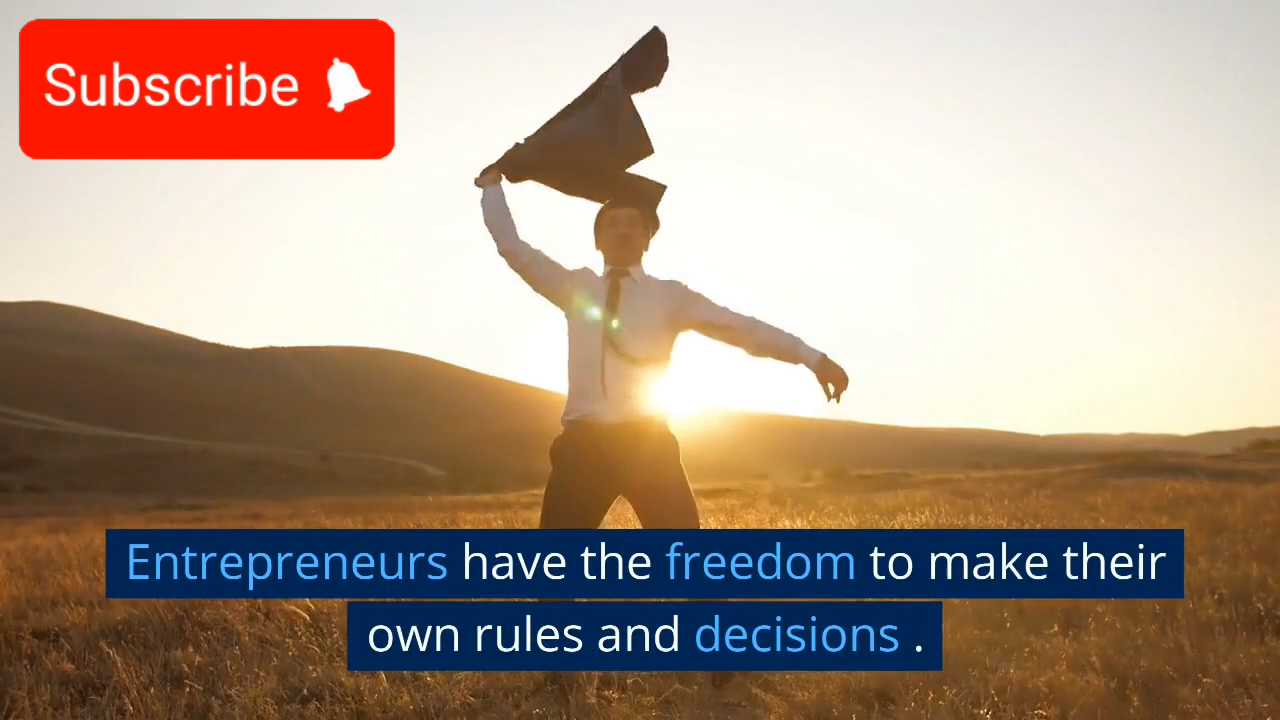 Subscribe
Entrepreneurs have the freedom to make their
own rules and decisions .